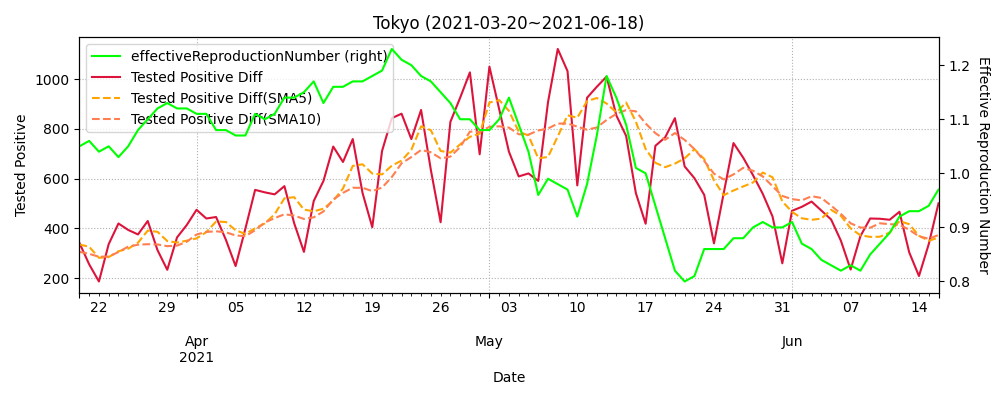 Tokyo (2021-03-20~2021-06-18)
effectiveReproductionNumber (right)
Tested Positive Diff
Tested Positive Diff(SMA5)
Tested Positive Diff(SMA10)
Tested Positive
1000
800
600
400
200
Effective Reproduction Number
1.2
1.1
1.0
0.9
0.8
22 29 05 12 19 26 03 10 17 24 31 07 14
Apr May Jun
2021
Date